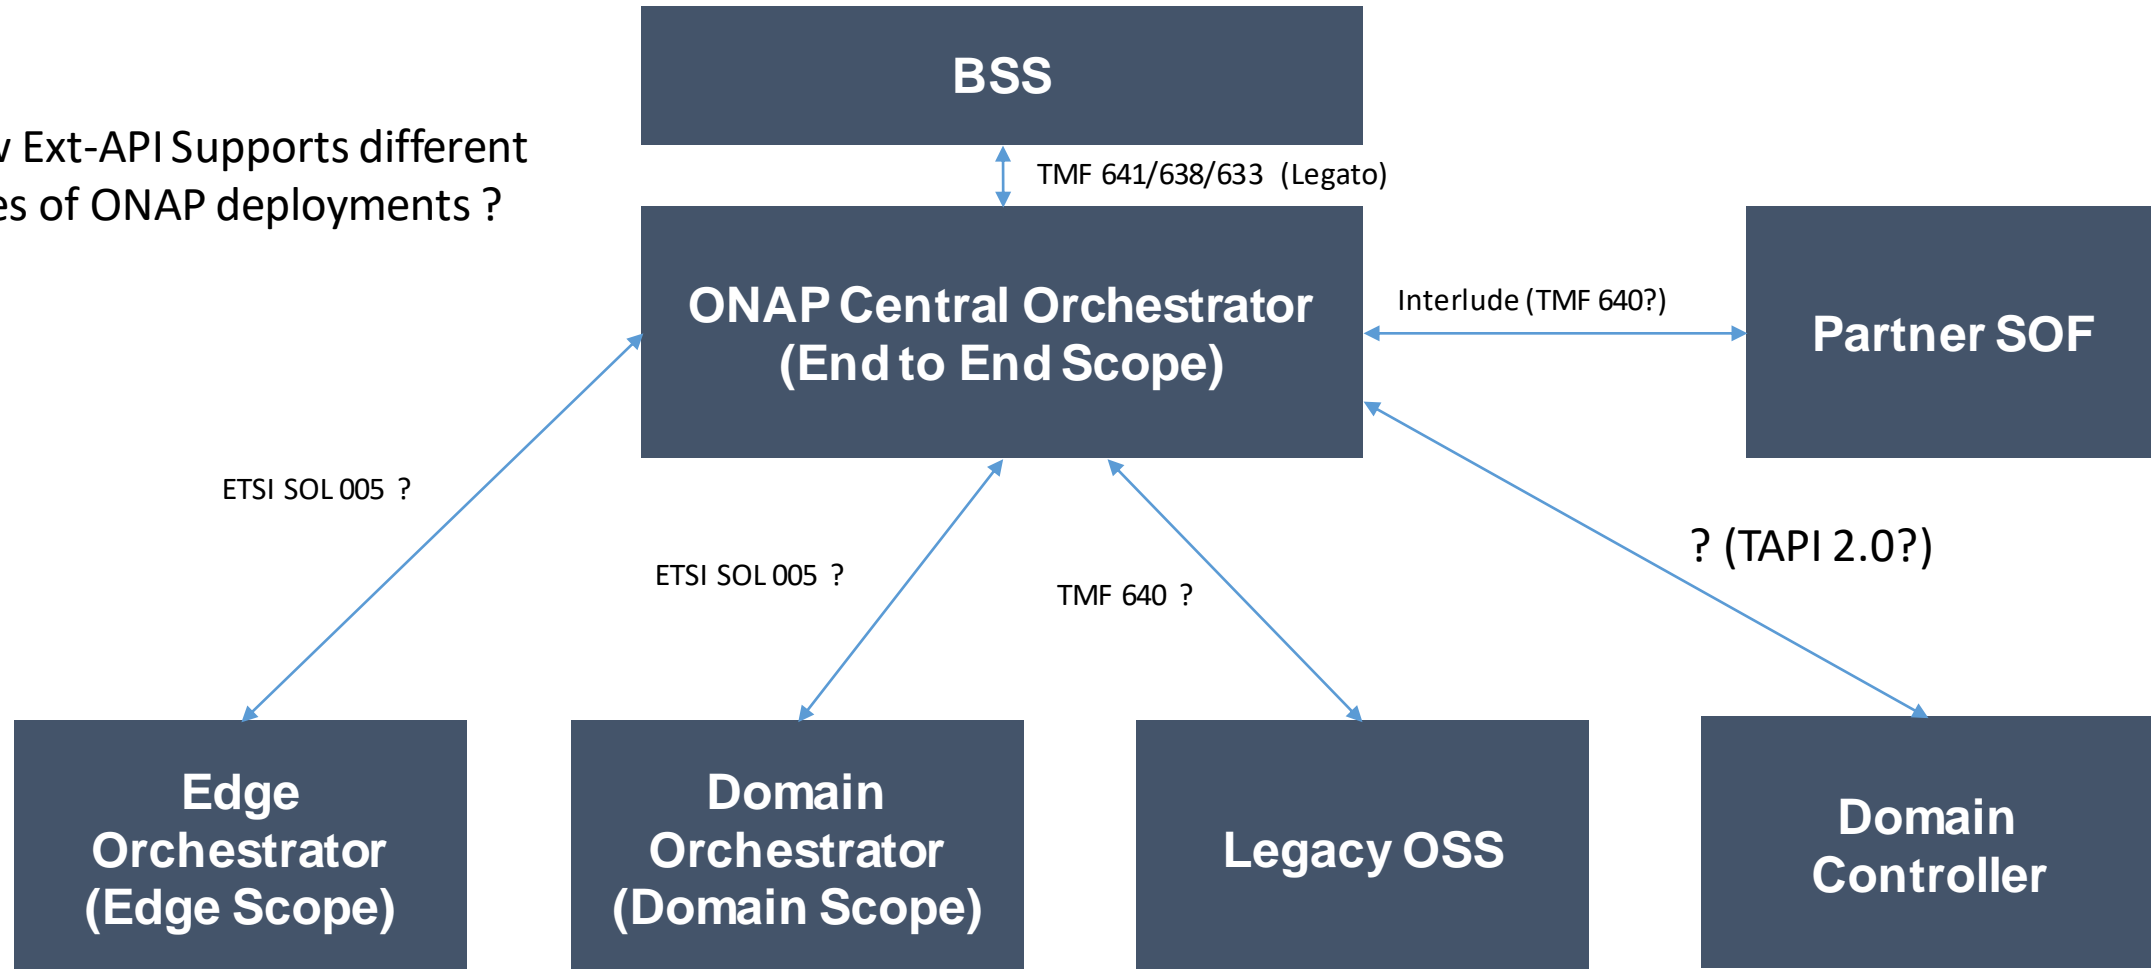 BSS
Ext-API Supports different
of ONAP deployments ?
TMF 641/638/633 (Legato)
ONAP Central Orchestrator
(End to End Scope)
Interlude (TMF 640?)
Partner SOF
ETSI SOL 005 ?
ETSI SOL 005 ?
TMF 640 ?
? (TAPI 2.0?)
Edge
Orchestrator
(Edge Scope)
Domain
Orchestrator
(Domain Scope)
Legacy OSS
Domain
Controller